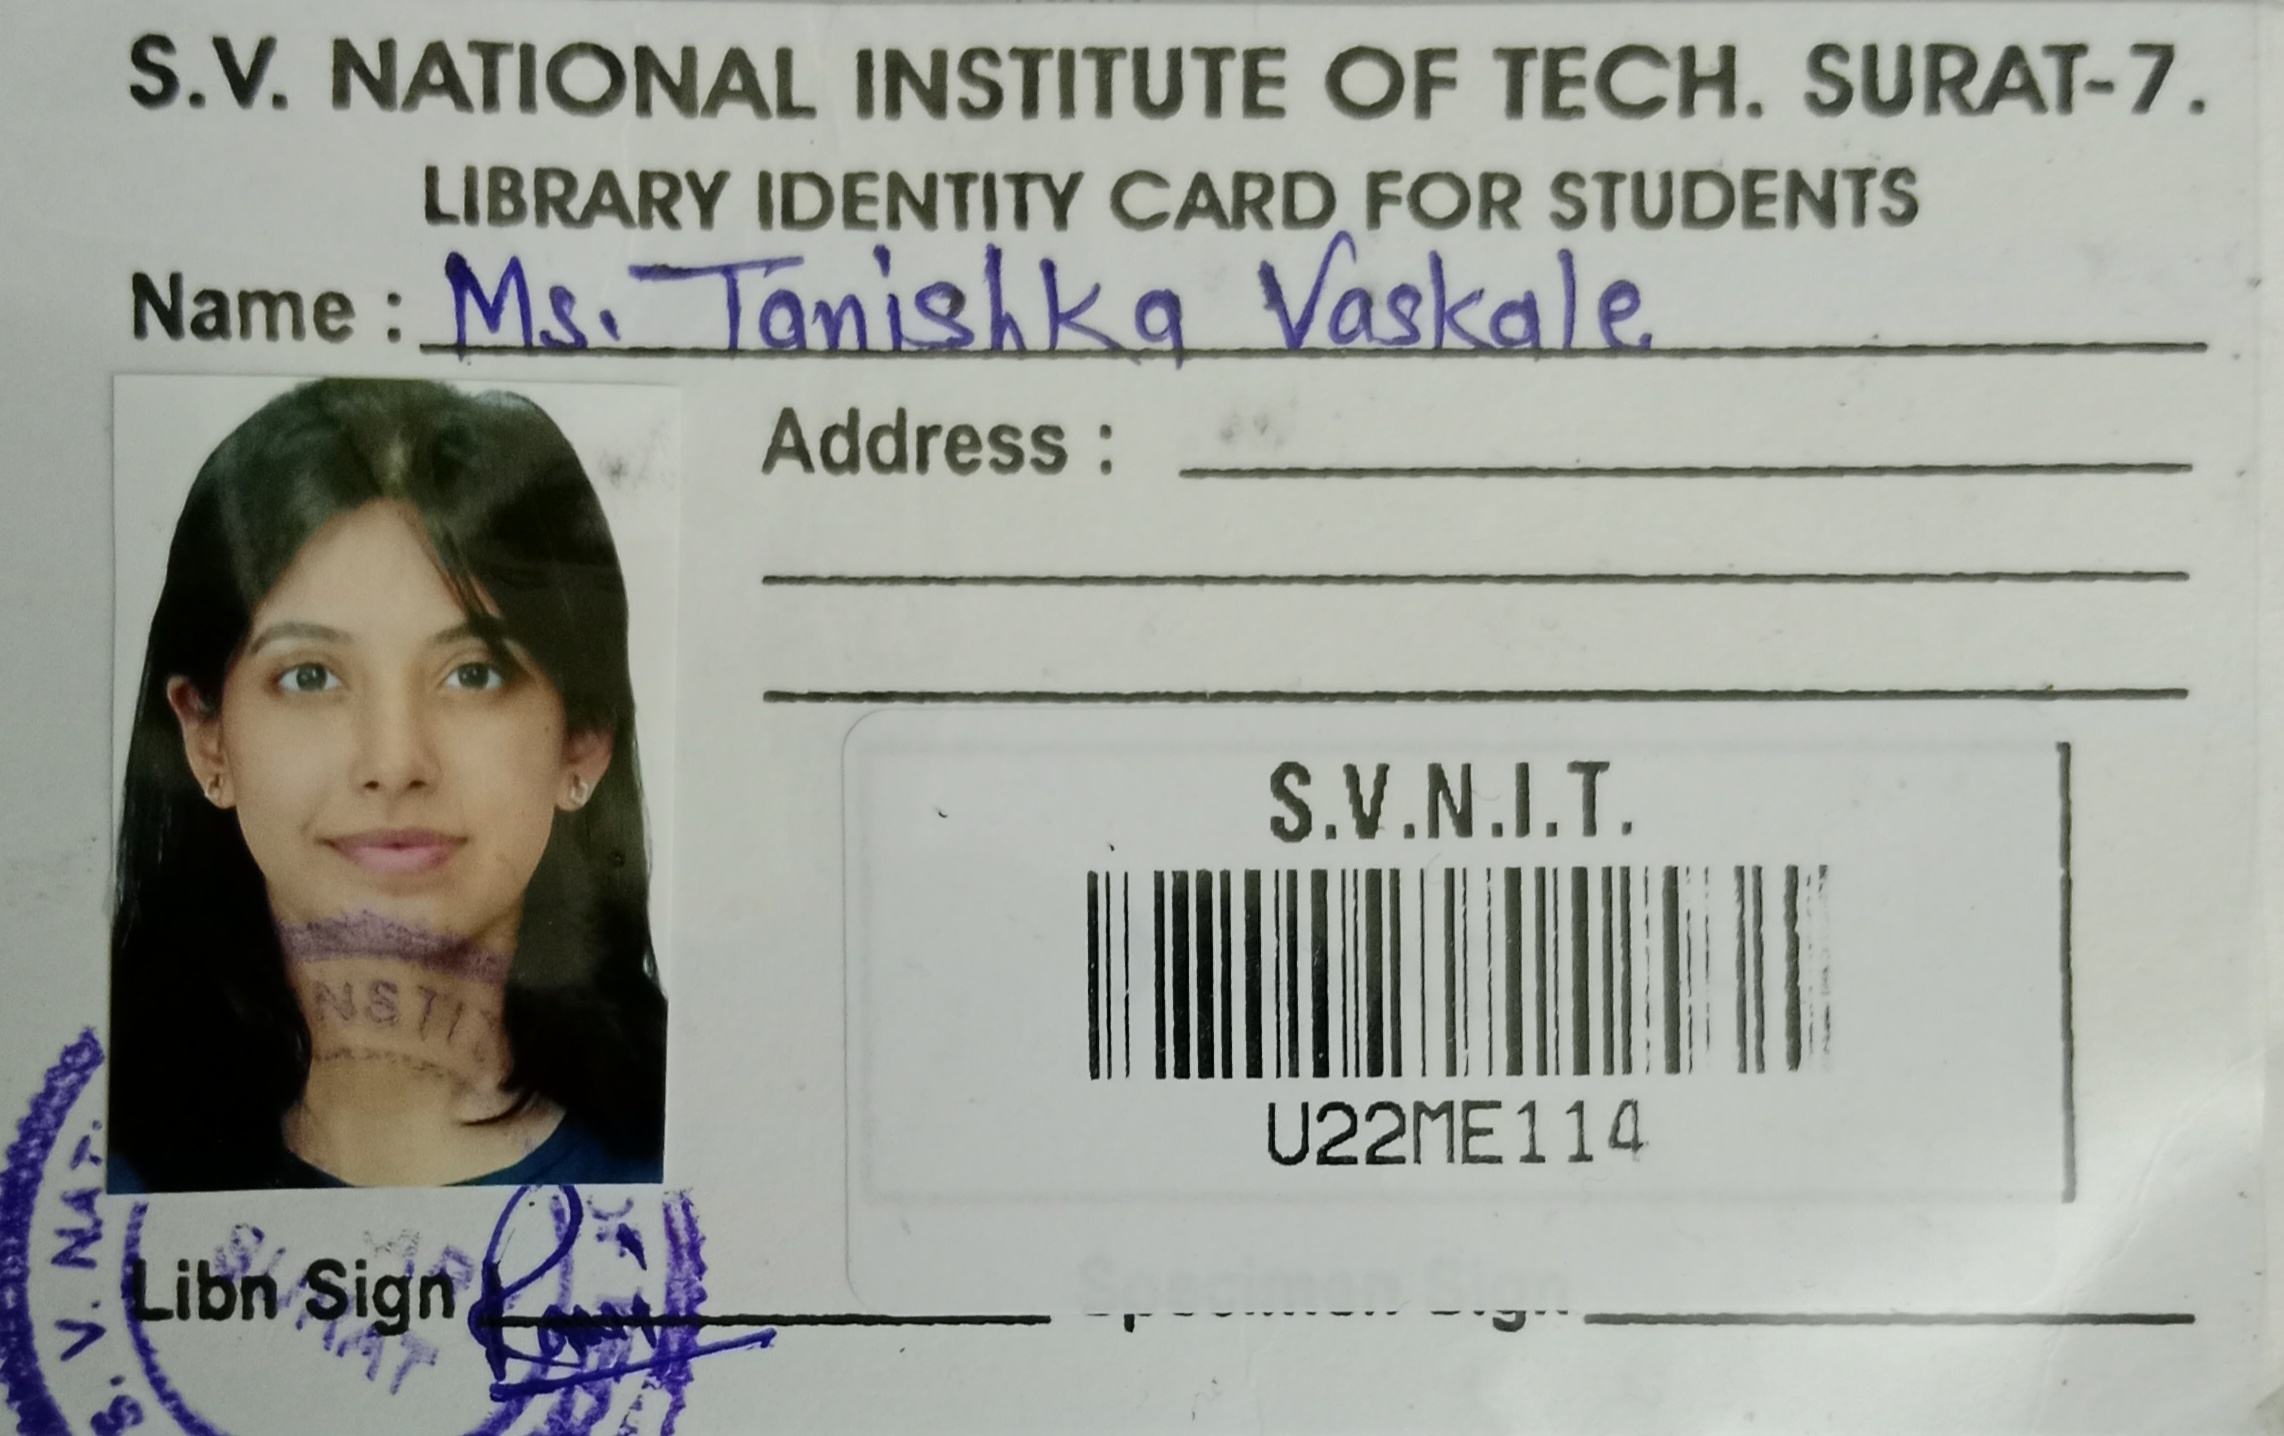 S.V. NATIONAL INSTITUTE OF TECH. SURAT-7.
LIBRARY IDENTITY CARD FOR STUDENTS
Name : Ms. Tanishka Vaskale
Address :
S.V.N.I.T.
U22ME114
NSTI
S. V. NAT.
Libn Sign
Specimen Sign